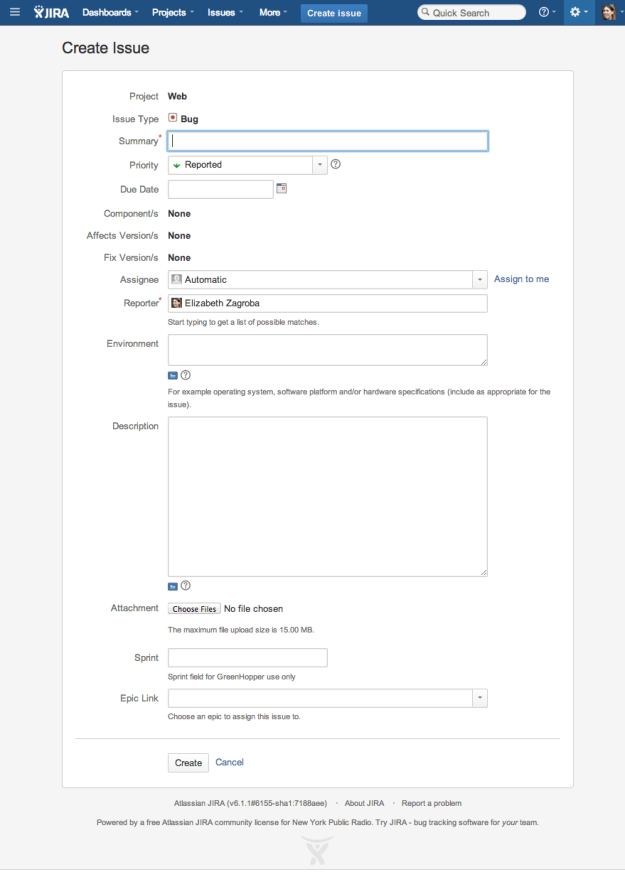 JIRA Dashboards Projects Issues More Create issue Quick Search
Create Issue
Project Web
Issue Type Bug
Summary*
Priority Reported
Due Date
Component/s None
Affects Version/s None
Fix Version/s None
Assignee Automatic Assign to me
Reporter* Elizabeth Zagroba
Start typing to get a list of possible matches.
Environment
For example operating system, software platform and/or hardware specifications (include as appropriate for the
issue).
Description
Attachment Choose Files No file chosen
The maximum file upload size is 15.00 MB.
Sprint
Sprint field for GreenHopper use only
Epic Link
Choose an epic to assign this issue to.
Create Cancel
Atlassian JIRA (v6.1.1#6155-sha1:7188aee) · About JIRA · Report a problem
Powered by a free Atlassian JIRA community license for New York Public Radio. Try JIRA - bug tracking software for your team.